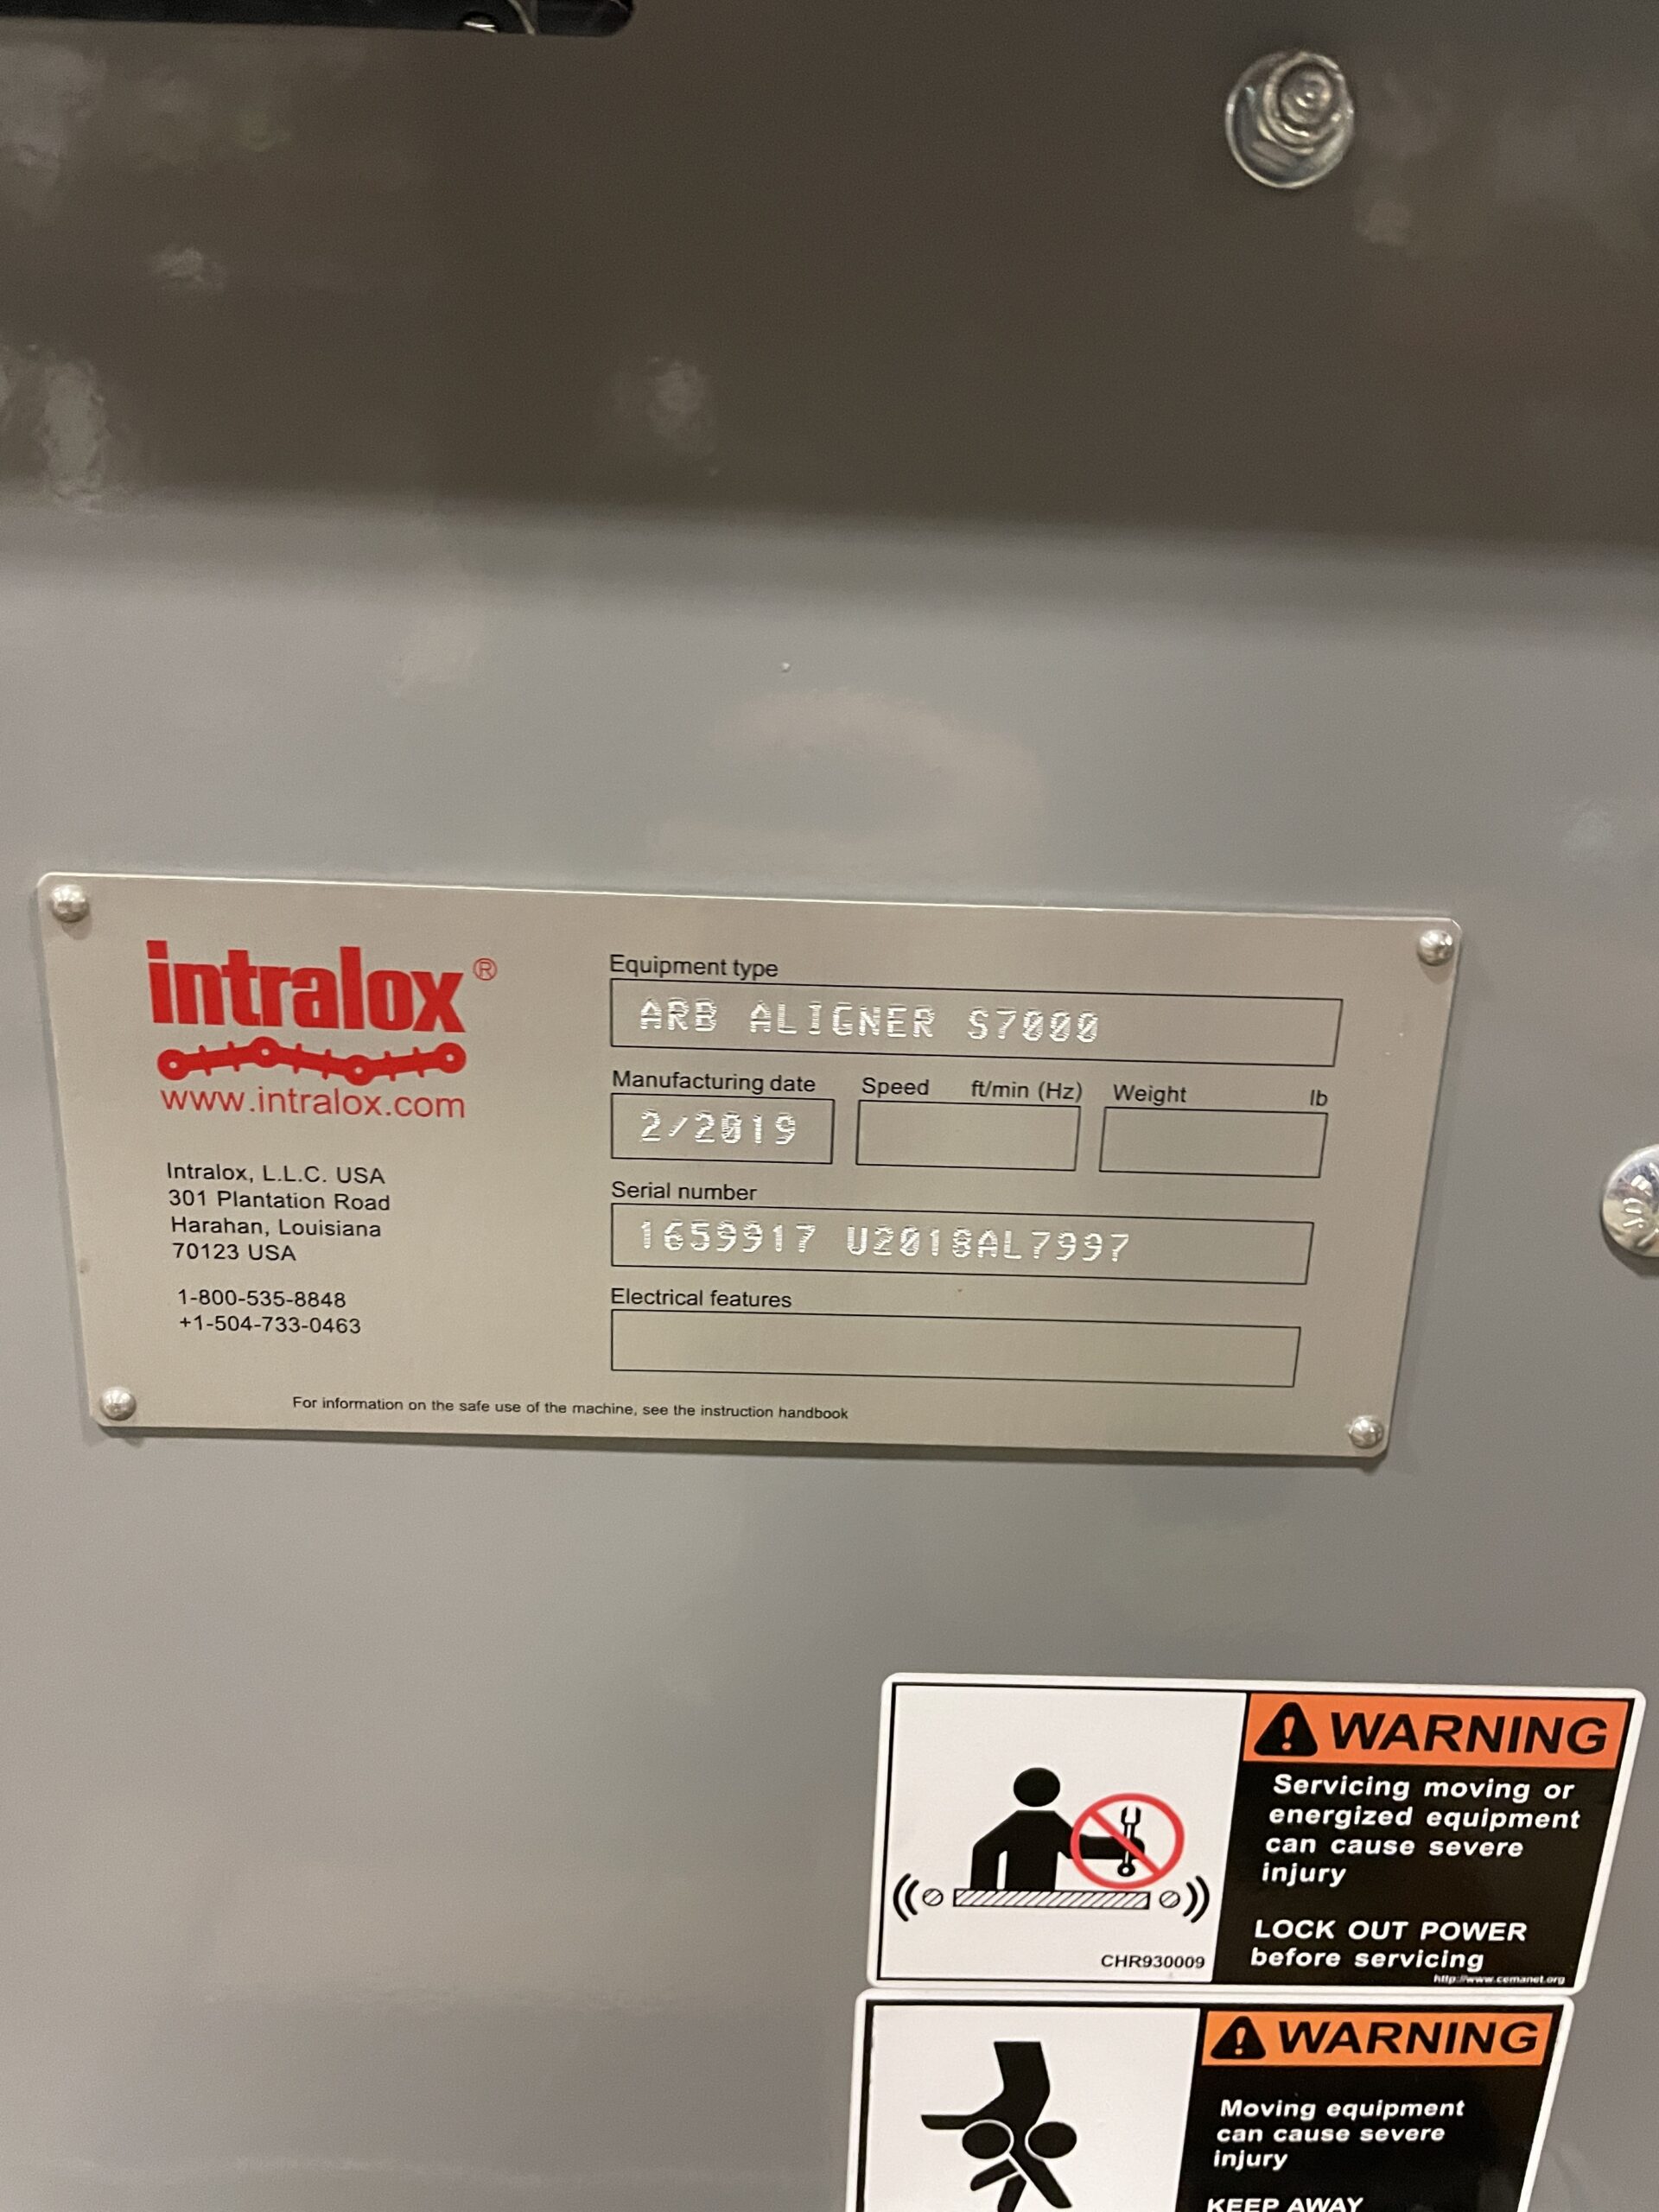 intralox®
www.intralox.com
Intralox, L.L.C. USA
301 Plantation Road
Harahan, Louisiana
70123 USA
1-800-535-8848
+1-504-733-0463
Equipment type
ARB ALIGNER S7000
Manufacturing date
2/2019
Speed ft/min (Hz)
Weight lb
Serial number
1659917 U2018AL7997
Electrical features
For information on the safe use of the machine, see the instruction handbook
WARNING
Servicing moving or
energized equipment
can cause severe
injury
LOCK OUT POWER
before servicing
http://www.cemanet.org
CHR930009
WARNING
Moving equipment
can cause severe
injury
KEEP AWAY